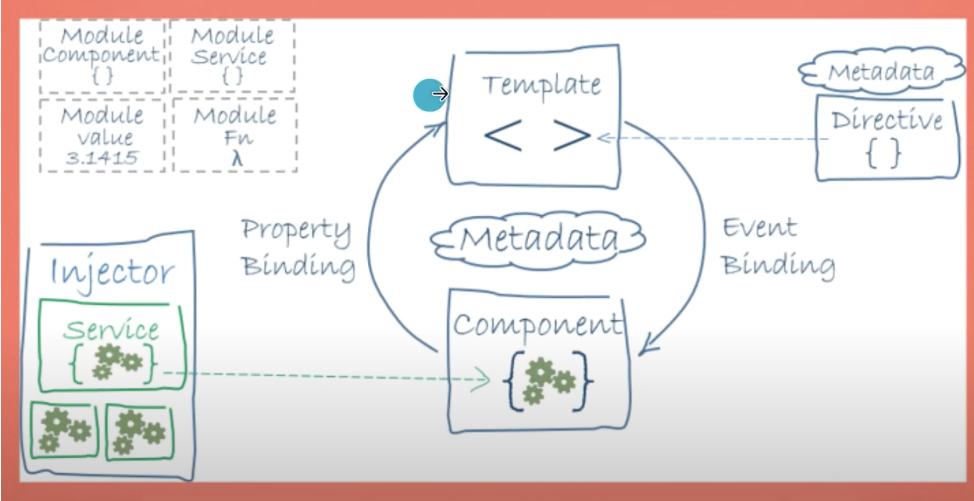 Module
Component
{ }
Module
Service
{ }
Module
value
3.1415
Module
Fn
λ
Template
< >
Metadata
Directive
{ }
Property
Binding
Metadata
Event
Binding
Injector
Service
{ }
Component
{ }